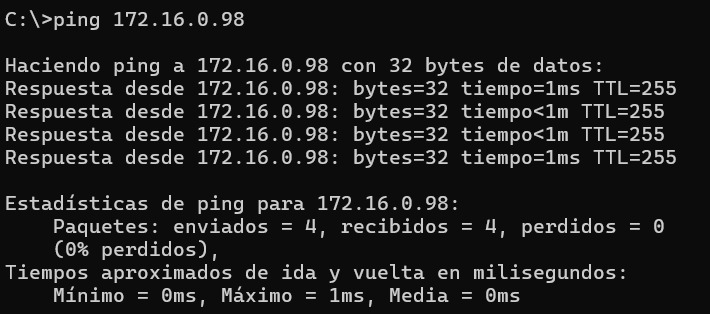 C:\>ping 172.16.0.98
Haciendo ping a 172.16.0.98 con 32 bytes de datos:
Respuesta desde 172.16.0.98: bytes=32 tiempo=1ms TTL=255
Respuesta desde 172.16.0.98: bytes=32 tiempo<1m TTL=255
Respuesta desde 172.16.0.98: bytes=32 tiempo<1m TTL=255
Respuesta desde 172.16.0.98: bytes=32 tiempo=1ms TTL=255
Estadísticas de ping para 172.16.0.98:
    Paquetes: enviados = 4, recibidos = 4, perdidos = 0
    (0% perdidos),
Tiempos aproximados de ida y vuelta en milisegundos:
    Mínimo = 0ms, Máximo = 1ms, Media = 0ms